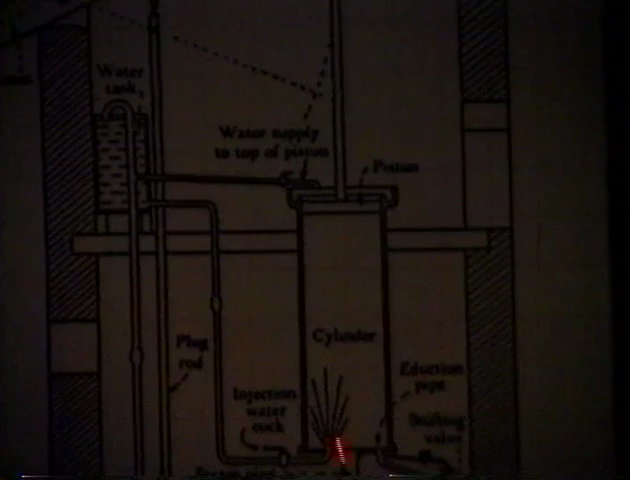 Water
tank
Water supply
to top of piston
Piston
Cylinder
Plug
rod
Injection
water
cock
Eduction
pipe
Snifting
valve